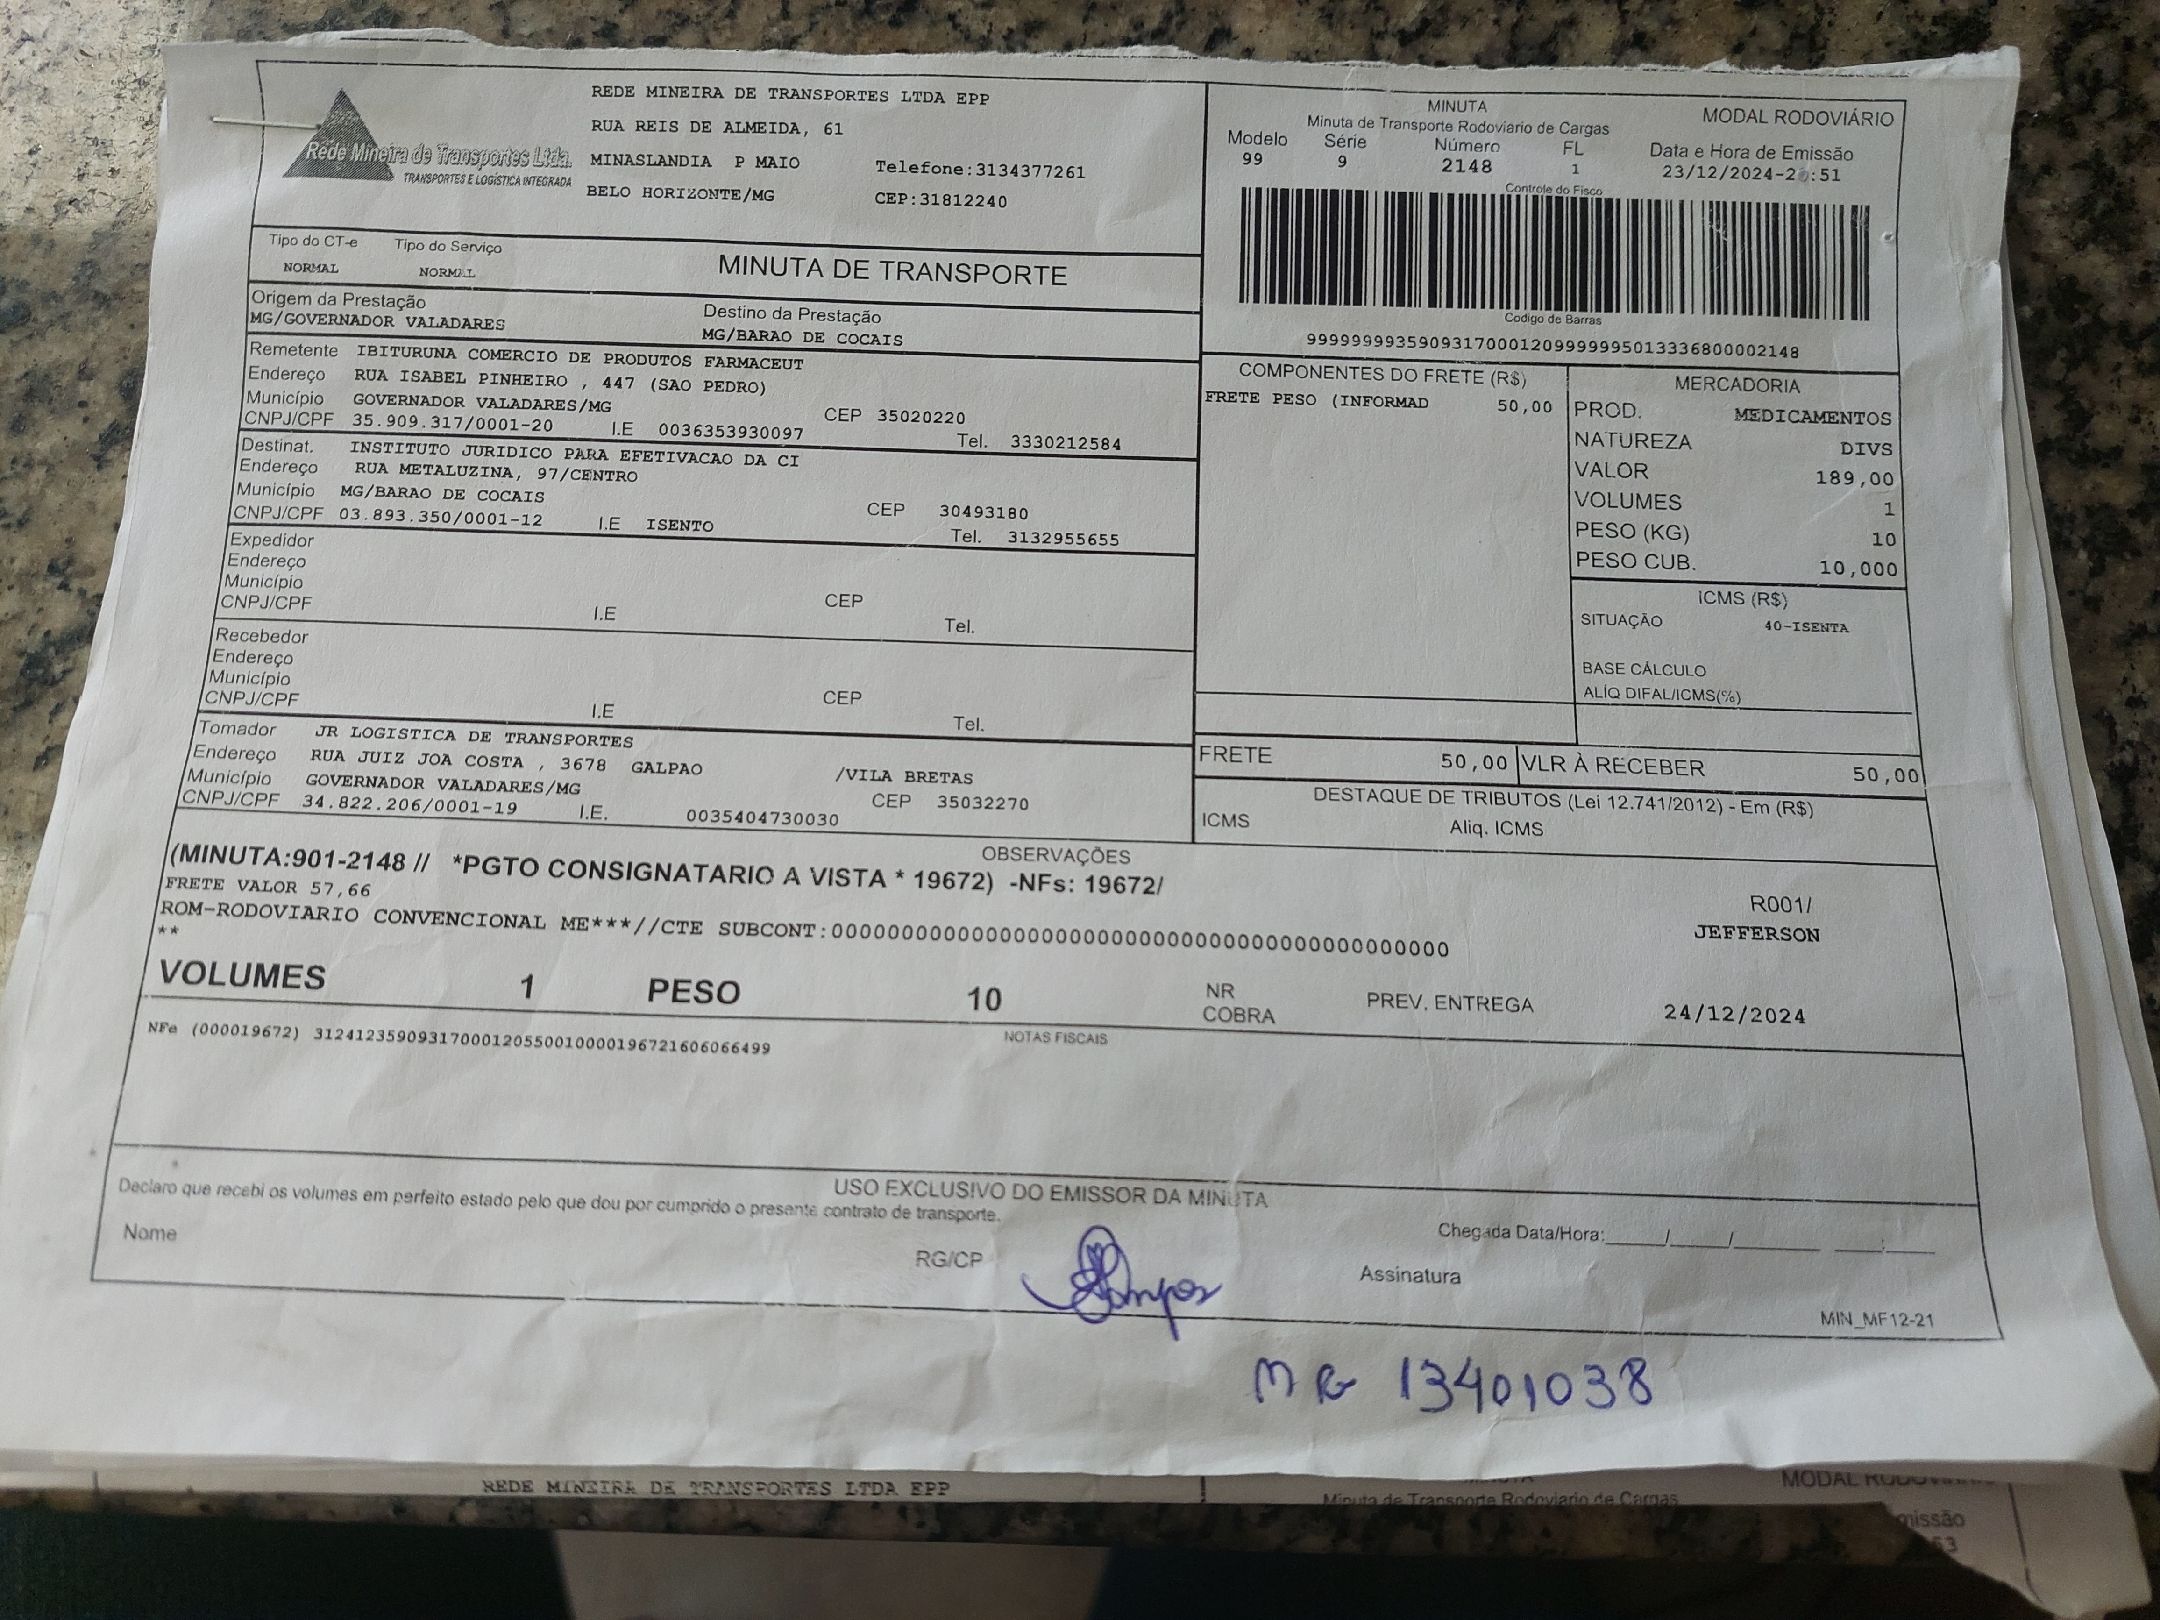 Rede Mineira de Transportes Ltda.
TRANSPORTES E LOGÍSTICA INTEGRADA
REDE MINEIRA DE TRANSPORTES LTDA EPP
RUA REIS DE ALMEIDA, 61
MINASLANDIA P MAIO Telefone:3134377261
BELO HORIZONTE/MG CEP:31812240
MINUTA MODAL RODOVIÁRIO
Minuta de Transporte Rodoviario de Cargas
Modelo Série Número FL Data e Hora de Emissão
99 9 2148 1 23/12/2024-20:51
Controle do Fisco
Codigo de Barras
Tipo do CT-e Tipo do Serviço
NORMAL NORMAL MINUTA DE TRANSPORTE
Origem da Prestação Destino da Prestação
MG/GOVERNADOR VALADARES MG/BARAO DE COCAIS
Remetente IBITURUNA COMERCIO DE PRODUTOS FARMACEUT
Endereço RUA ISABEL PINHEIRO , 447 (SAO PEDRO)
Município GOVERNADOR VALADARES/MG CEP 35020220
CNPJ/CPF 35.909.317/0001-20 I.E 0036353930097 Tel. 3330212584
Destinat. INSTITUTO JURIDICO PARA EFETIVACAO DA CI
Endereço RUA METALUZINA, 97/CENTRO
Município MG/BARAO DE COCAIS CEP 30493180
CNPJ/CPF 03.893.350/0001-12 I.E ISENTO Tel. 3132955655
Expedidor
Endereço
Município CEP
CNPJ/CPF I.E Tel.
Recebedor
Endereço
Município CEP
CNPJ/CPF I.E Tel.
Tomador JR LOGISTICA DE TRANSPORTES
Endereço RUA JUIZ JOA COSTA , 3678 GALPAO /VILA BRETAS
Município GOVERNADOR VALADARES/MG CEP 35032270
CNPJ/CPF 34.822.206/0001-19 I.E. 0035404730030
COMPONENTES DO FRETE (R$)
FRETE PESO (INFORMAD 50,00
MERCADORIA
PROD. MEDICAMENTOS
NATUREZA DIVS
VALOR 189,00
VOLUMES 1
PESO (KG) 10
PESO CUB. 10,000
ICMS (R$)
SITUAÇÃO 40-ISENTA
BASE CÁLCULO
ALÍQ DIFAL/ICMS(%)
FRETE 50,00 VLR À RECEBER 50,00
DESTAQUE DE TRIBUTOS (Lei 12.741/2012) - Em (R$)
ICMS Aliq. ICMS
OBSERVAÇÕES
(MINUTA:901-2148 // *PGTO CONSIGNATARIO A VISTA * 19672) -NFs: 19672/
FRETE VALOR 57,66 R001/
ROM-RODOVIARIO CONVENCIONAL ME***//CTE SUBCONT:00000000000000000000000000000000000000000000 JEFFERSON
**
VOLUMES 1 PESO 10 NR COBRA PREV. ENTREGA 24/12/2024
NOTAS FISCAIS
NFe (000019672) 31241235909317000120550010000196721606066499
USO EXCLUSIVO DO EMISSOR DA MINUTA
Declaro que recebi os volumes em perfeito estado pelo que dou por cumprido o presente contrato de transporte.
Nome RG/CP Assinatura Chegada Data/Hora:_____/_____/_______ ____:____
MIN_MF12-21
MG 13401038
REDE MINEIRA DE TRANSPORTES LTDA EPP
Minuta de Transporte Rodoviario de Cargas